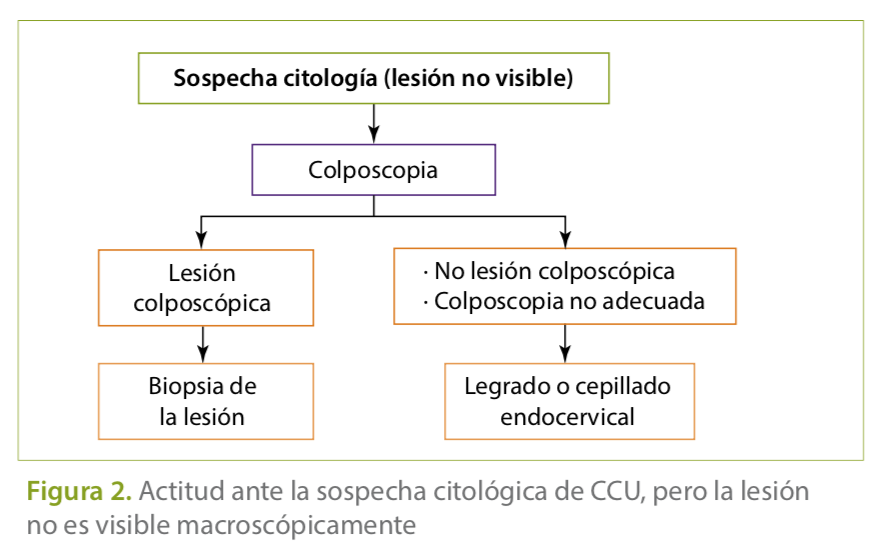 Sospecha citología (lesión no visible)
Colposcopia
Lesión
colposcópica
· No lesión colposcópica
· Colposcopia no adecuada
Biopsia de
la lesión
Legrado o cepillado
endocervical
Figura 2. Actitud ante la sospecha citológica de CCU, pero la lesión
no es visible macroscópicamente